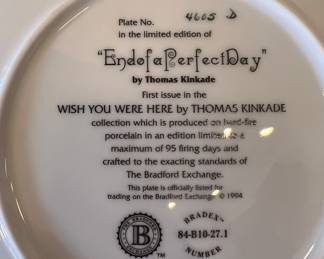 Plate No. 4605 D
in the limited edition of
"End of a Perfect Day"
by Thomas Kinkade
First issue in the
WISH YOU WERE HERE by THOMAS KINKADE
collection which is produced on hard-fire
porcelain in an edition limited to a
maximum of 95 firing days and
crafted to the exacting standards of
The Bradford Exchange.
This plate is officially listed for
trading on the Bradford Exchange © 1994
B
TM
BRADEX™
84-B10-27.1
NUMBER